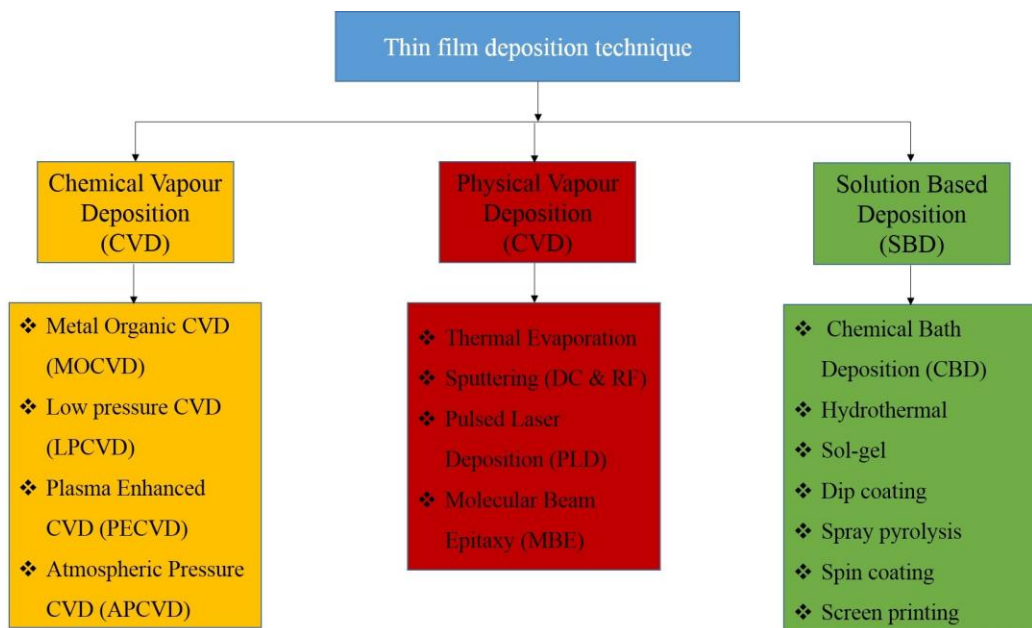 Thin film deposition technique
Chemical Vapour
Deposition
(CVD)
Physical Vapour
Deposition
(CVD)
Solution Based
Deposition
(SBD)
❖ Metal Organic CVD
(MOCVD)
❖ Low pressure CVD
(LPCVD)
❖ Plasma Enhanced
CVD (PECVD)
❖ Atmospheric Pressure
CVD (APCVD)
❖ Thermal Evaporation
❖ Sputtering (DC & RF)
❖ Pulsed Laser
Deposition (PLD)
❖ Molecular Beam
Epitaxy (MBE)
❖ Chemical Bath
Deposition (CBD)
❖ Hydrothermal
❖ Sol-gel
❖ Dip coating
❖ Spray pyrolysis
❖ Spin coating
❖ Screen printing